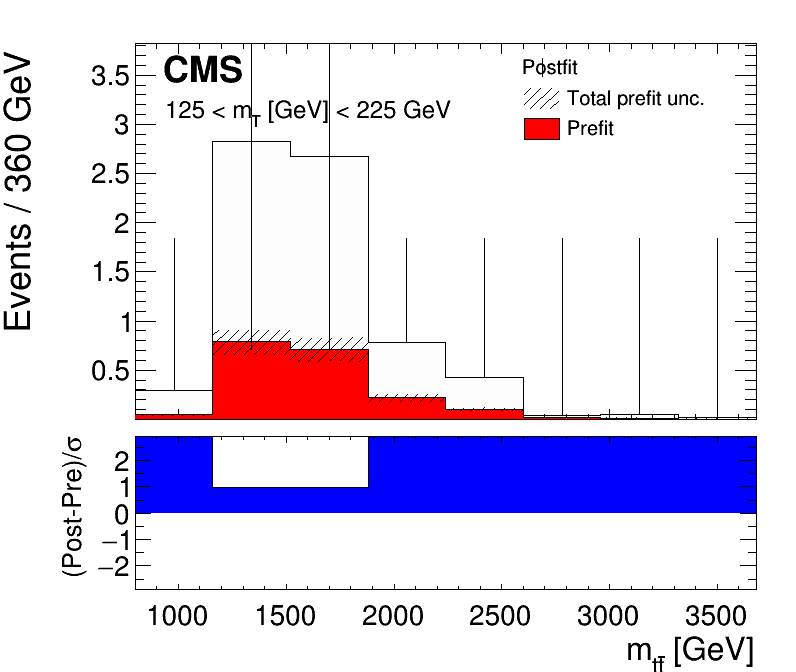 CMS
125 < m_T [GeV] < 225 GeV
Postfit
Total prefit unc.
Prefit
Events / 360 GeV
3.5
3
2.5
2
1.5
1
0.5
(Post-Pre)/σ
2
1
0
−1
−2
1000 1500 2000 2500 3000 3500
m_tt̄ [GeV]